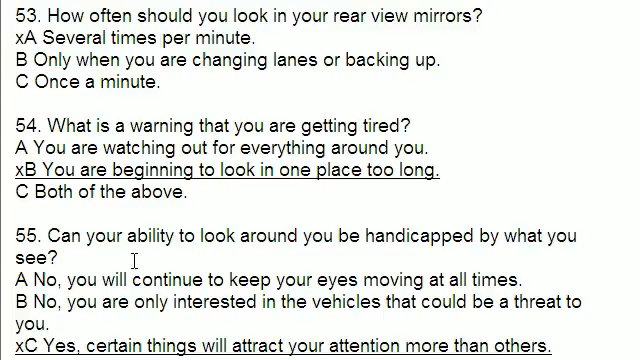 53. How often should you look in your rear view mirrors?
xA Several times per minute.
B Only when you are changing lanes or backing up.
C Once a minute.
54. What is a warning that you are getting tired?
A You are watching out for everything around you.
xB You are beginning to look in one place too long.
C Both of the above.
55. Can your ability to look around you be handicapped by what you
see?
A No, you will continue to keep your eyes moving at all times.
B No, you are only interested in the vehicles that could be a threat to
you.
xC Yes, certain things will attract your attention more than others.